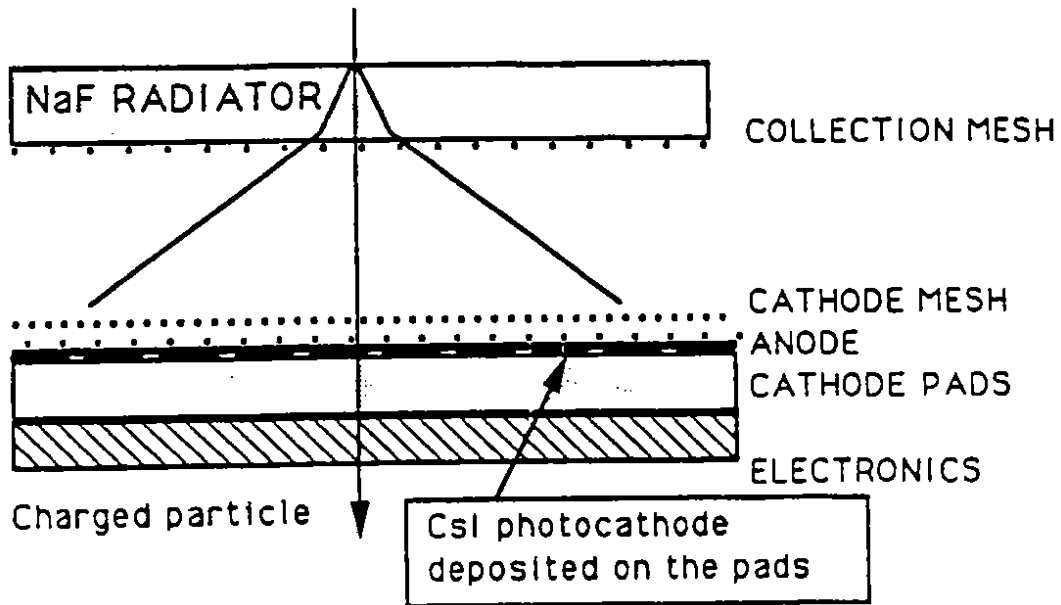 NaF RADIATOR
COLLECTION MESH
CATHODE MESH
ANODE
CATHODE PADS
ELECTRONICS
Charged particle
CsI photocathode
deposited on the pads